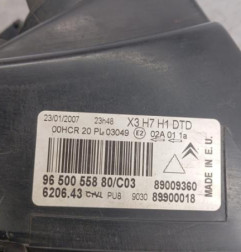 23/01/2007 23h48 X3 H7 H1 DTD
00HCR 20 PL 03049 E2 02A 01 1a
MADE IN E.U.
96 500 558 80/C03 89009360
6206.43 PU8 9030 89900018